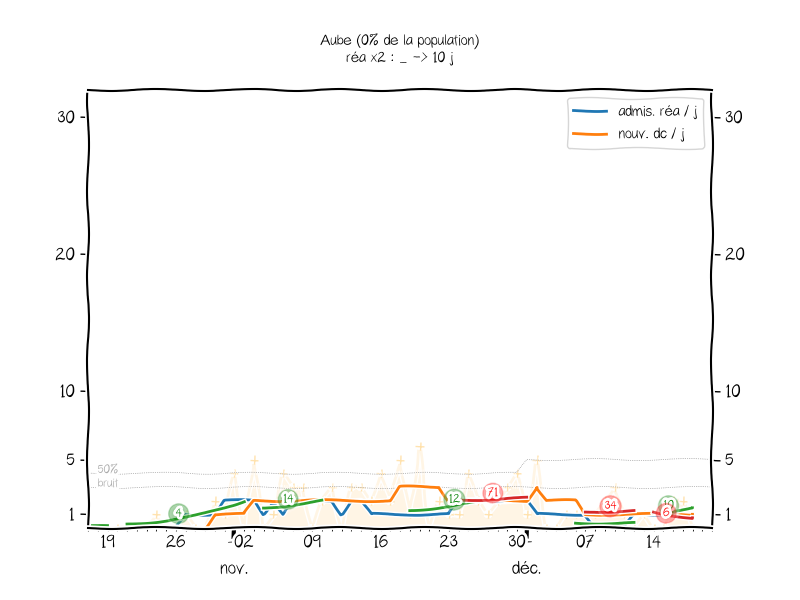 Aube (0% de la population)
réa x2 : _ -> 10 j
admis. réa / j
nouv. dc / j
30 30
20 20
10 10
5 5
50%
bruit
1 1
4 14 12 71 34 6
19 26 02 09 16 23 30 07 14
nov. déc.